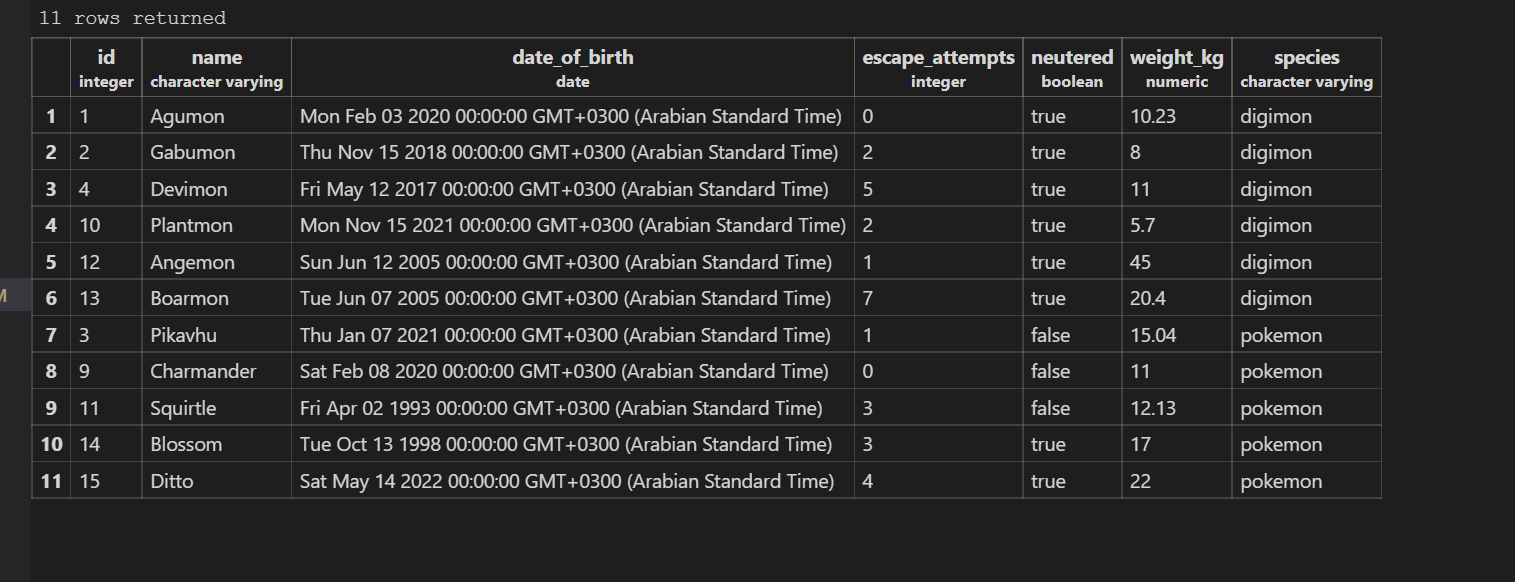 11 rows returned
id name date_of_birth escape_attempts neutered weight_kg species
integer character varying date integer boolean numeric character varying
1 1 Agumon Mon Feb 03 2020 00:00:00 GMT+0300 (Arabian Standard Time) 0 true 10.23 digimon
2 2 Gabumon Thu Nov 15 2018 00:00:00 GMT+0300 (Arabian Standard Time) 2 true 8 digimon
3 4 Devimon Fri May 12 2017 00:00:00 GMT+0300 (Arabian Standard Time) 5 true 11 digimon
4 10 Plantmon Mon Nov 15 2021 00:00:00 GMT+0300 (Arabian Standard Time) 2 true 5.7 digimon
5 12 Angemon Sun Jun 12 2005 00:00:00 GMT+0300 (Arabian Standard Time) 1 true 45 digimon
6 13 Boarmon Tue Jun 07 2005 00:00:00 GMT+0300 (Arabian Standard Time) 7 true 20.4 digimon
7 3 Pikavhu Thu Jan 07 2021 00:00:00 GMT+0300 (Arabian Standard Time) 1 false 15.04 pokemon
8 9 Charmander Sat Feb 08 2020 00:00:00 GMT+0300 (Arabian Standard Time) 0 false 11 pokemon
9 11 Squirtle Fri Apr 02 1993 00:00:00 GMT+0300 (Arabian Standard Time) 3 false 12.13 pokemon
10 14 Blossom Tue Oct 13 1998 00:00:00 GMT+0300 (Arabian Standard Time) 3 true 17 pokemon
11 15 Ditto Sat May 14 2022 00:00:00 GMT+0300 (Arabian Standard Time) 4 true 22 pokemon